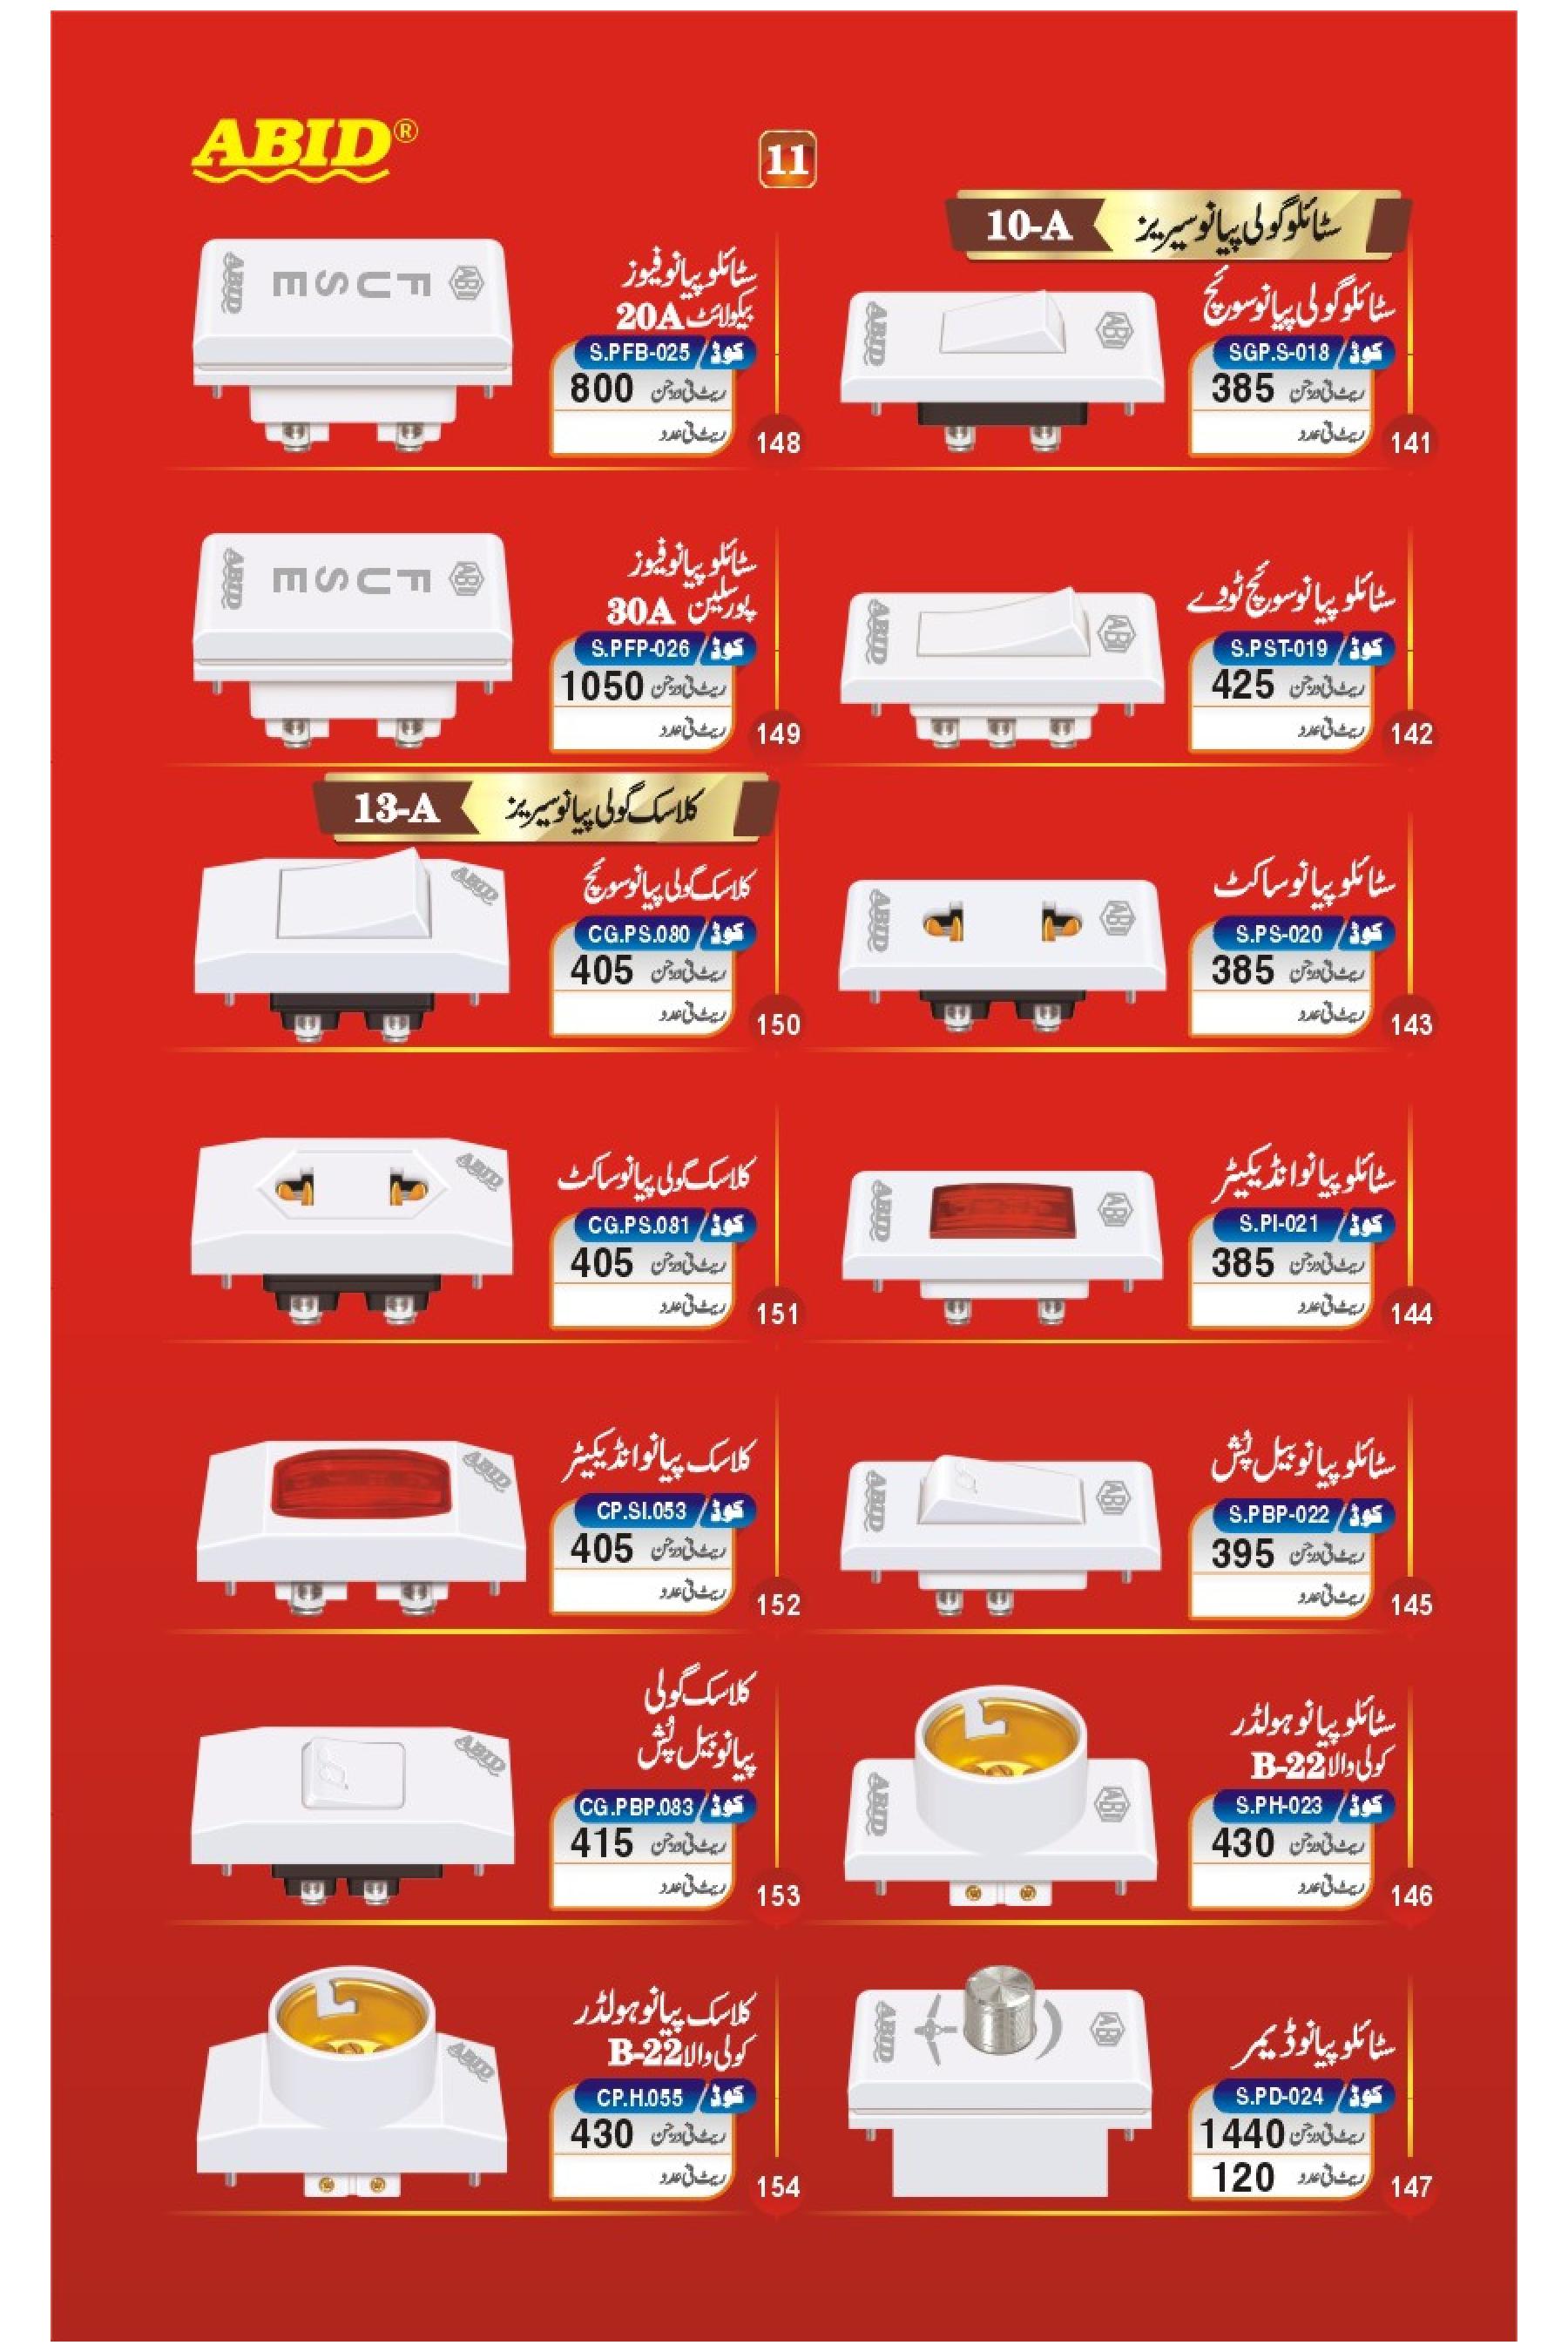 ABID®
11
سٹائلو گولی پیانو سیریز 10-A
سٹائلو گولی پیانو سوئچ
کوڈ/ SGP.S-018
ریٹ فی درجن 385
ریٹ فی عدد
141
سٹائلو پیانو سوئچ ٹووے
کوڈ/ S.PST-019
ریٹ فی درجن 425
ریٹ فی عدد
142
سٹائلو پیانو ساکٹ
کوڈ/ S.PS-020
ریٹ فی درجن 385
ریٹ فی عدد
143
سٹائلو پیانو انڈیکیٹر
کوڈ/ S.PI-021
ریٹ فی درجن 385
ریٹ فی عدد
144
سٹائلو پیانو بیل پُش
کوڈ/ S.PBP-022
ریٹ فی درجن 395
ریٹ فی عدد
145
سٹائلو پیانو ہولڈر
کولی والا B-22
کوڈ/ S.PH-023
ریٹ فی درجن 430
ریٹ فی عدد
146
سٹائلو پیانو ڈیمر
کوڈ/ S.PD-024
ریٹ فی درجن 1440
ریٹ فی عدد 120
147
سٹائلو پیانو فیوز
بیکولائٹ 20A
کوڈ/ S.PFB-025
ریٹ فی درجن 800
ریٹ فی عدد
148
ABID FUSE ABI
سٹائلو پیانو فیوز
پورسلین 30A
کوڈ/ S.PFP-026
ریٹ فی درجن 1050
ریٹ فی عدد
149
ABID FUSE ABI
کلاسک گولی پیانو سیریز 13-A
کلاسک گولی پیانو سوئچ
کوڈ/ CG.PS.080
ریٹ فی درجن 405
ریٹ فی عدد
150
کلاسک گولی پیانو ساکٹ
کوڈ/ CG.PS.081
ریٹ فی درجن 405
ریٹ فی عدد
151
کلاسک پیانو انڈیکیٹر
کوڈ/ CP.SI.053
ریٹ فی درجن 405
ریٹ فی عدد
152
کلاسک گولی
پیانو بیل پُش
کوڈ/ CG.PBP.083
ریٹ فی درجن 415
ریٹ فی عدد
153
کلاسک پیانو ہولڈر
کولی والا B-22
کوڈ/ CP.H.055
ریٹ فی درجن 430
ریٹ فی عدد
154